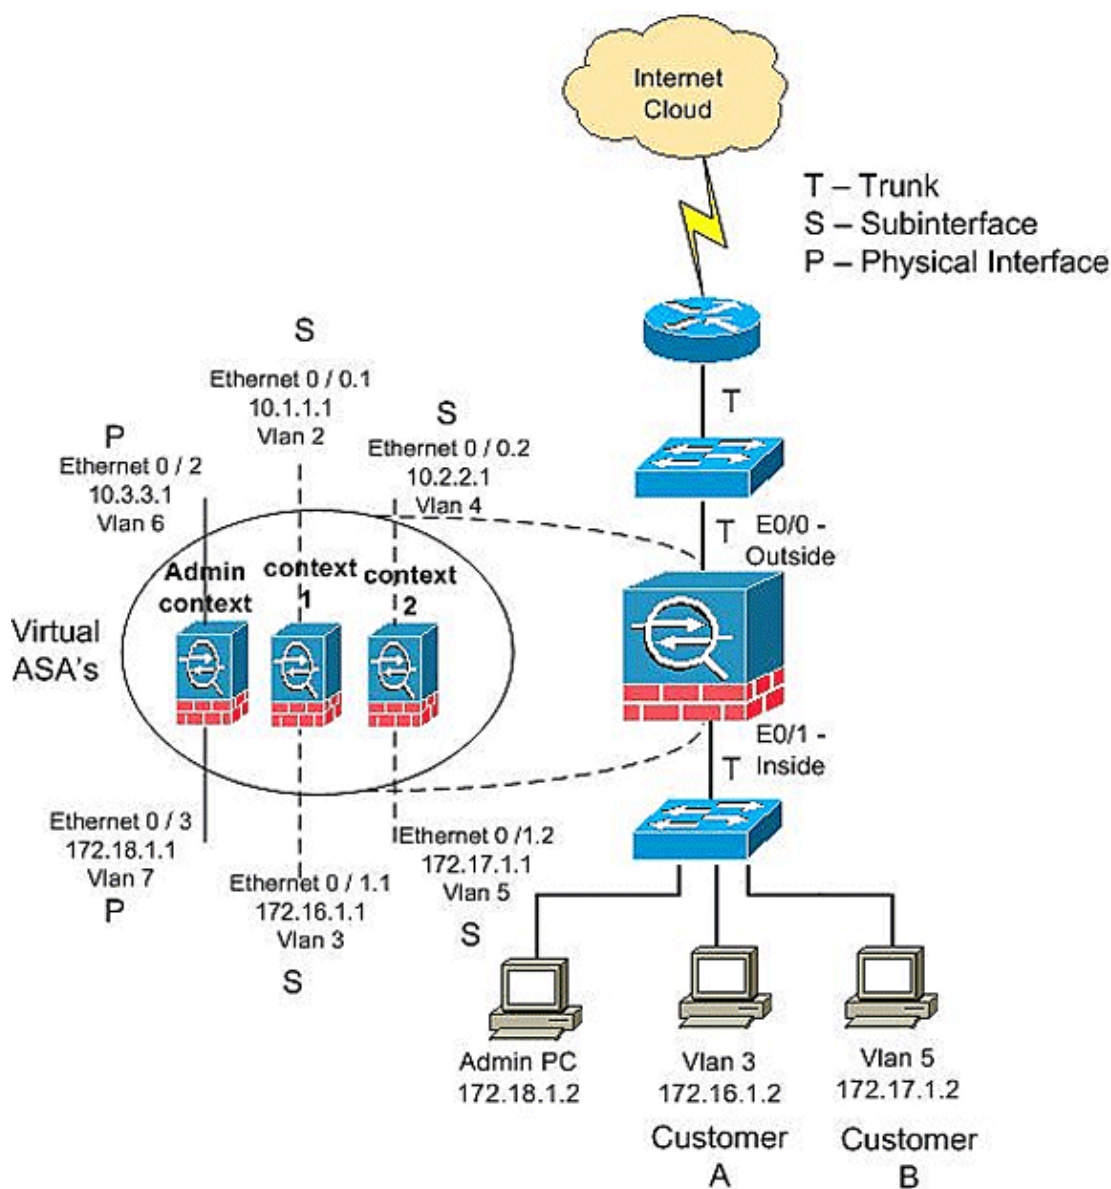 Internet
Cloud
T – Trunk
S – Subinterface
P – Physical Interface
S
Ethernet 0 / 0.1
10.1.1.1
Vlan 2
P
Ethernet 0 / 2
10.3.3.1
Vlan 6
S
Ethernet 0 / 0.2
10.2.2.1
Vlan 4
T
T
E0/0 -
Outside
Admin
context
context
1
context
2
Virtual
ASA's
E0/1 -
Inside
T
Ethernet 0 / 3
172.18.1.1
Vlan 7
P
Ethernet 0 / 1.1
172.16.1.1
Vlan 3
S
Ethernet 0 /1.2
172.17.1.1
Vlan 5
S
Admin PC
172.18.1.2
Vlan 3
172.16.1.2
Customer
A
Vlan 5
172.17.1.2
Customer
B